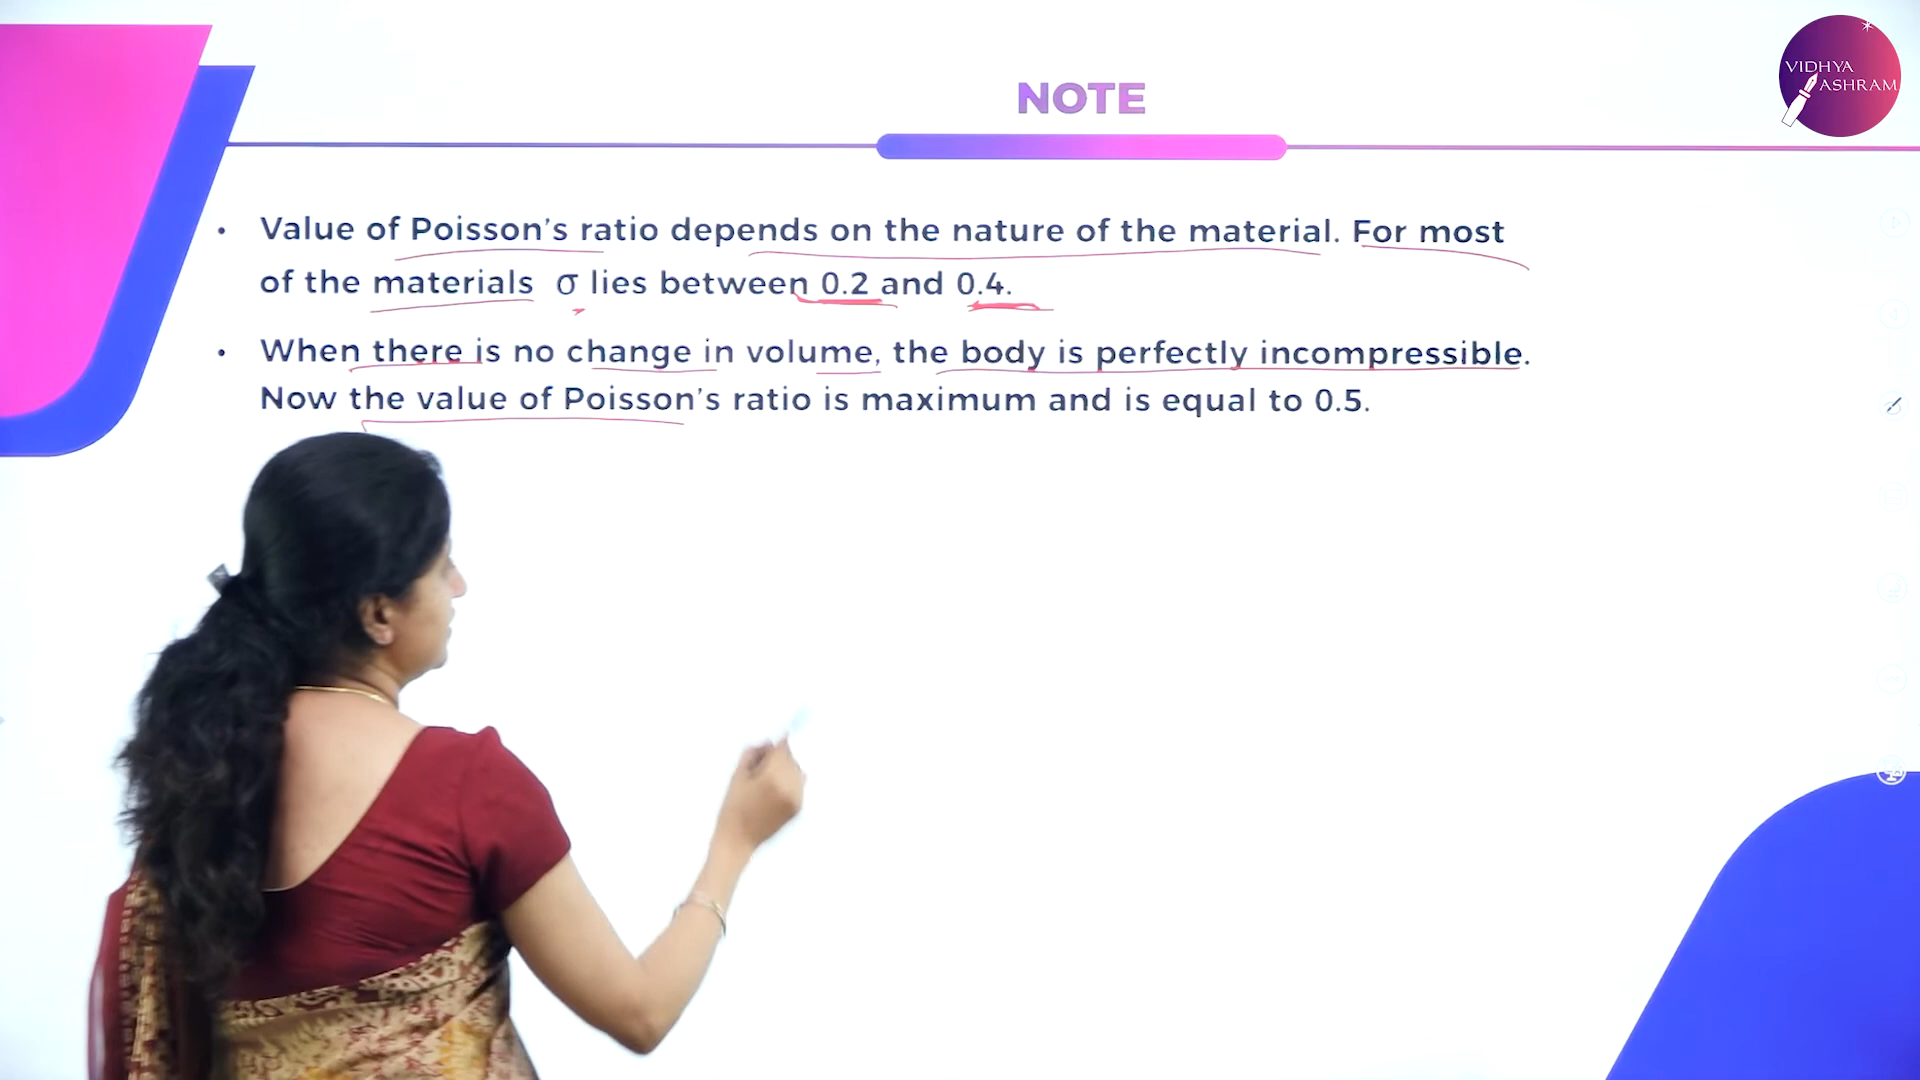 VIDHYA
ASHRAM
NOTE
• Value of Poisson's ratio depends on the nature of the material. For most
of the materials σ lies between 0.2 and 0.4.
• When there is no change in volume, the body is perfectly incompressible.
Now the value of Poisson's ratio is maximum and is equal to 0.5.